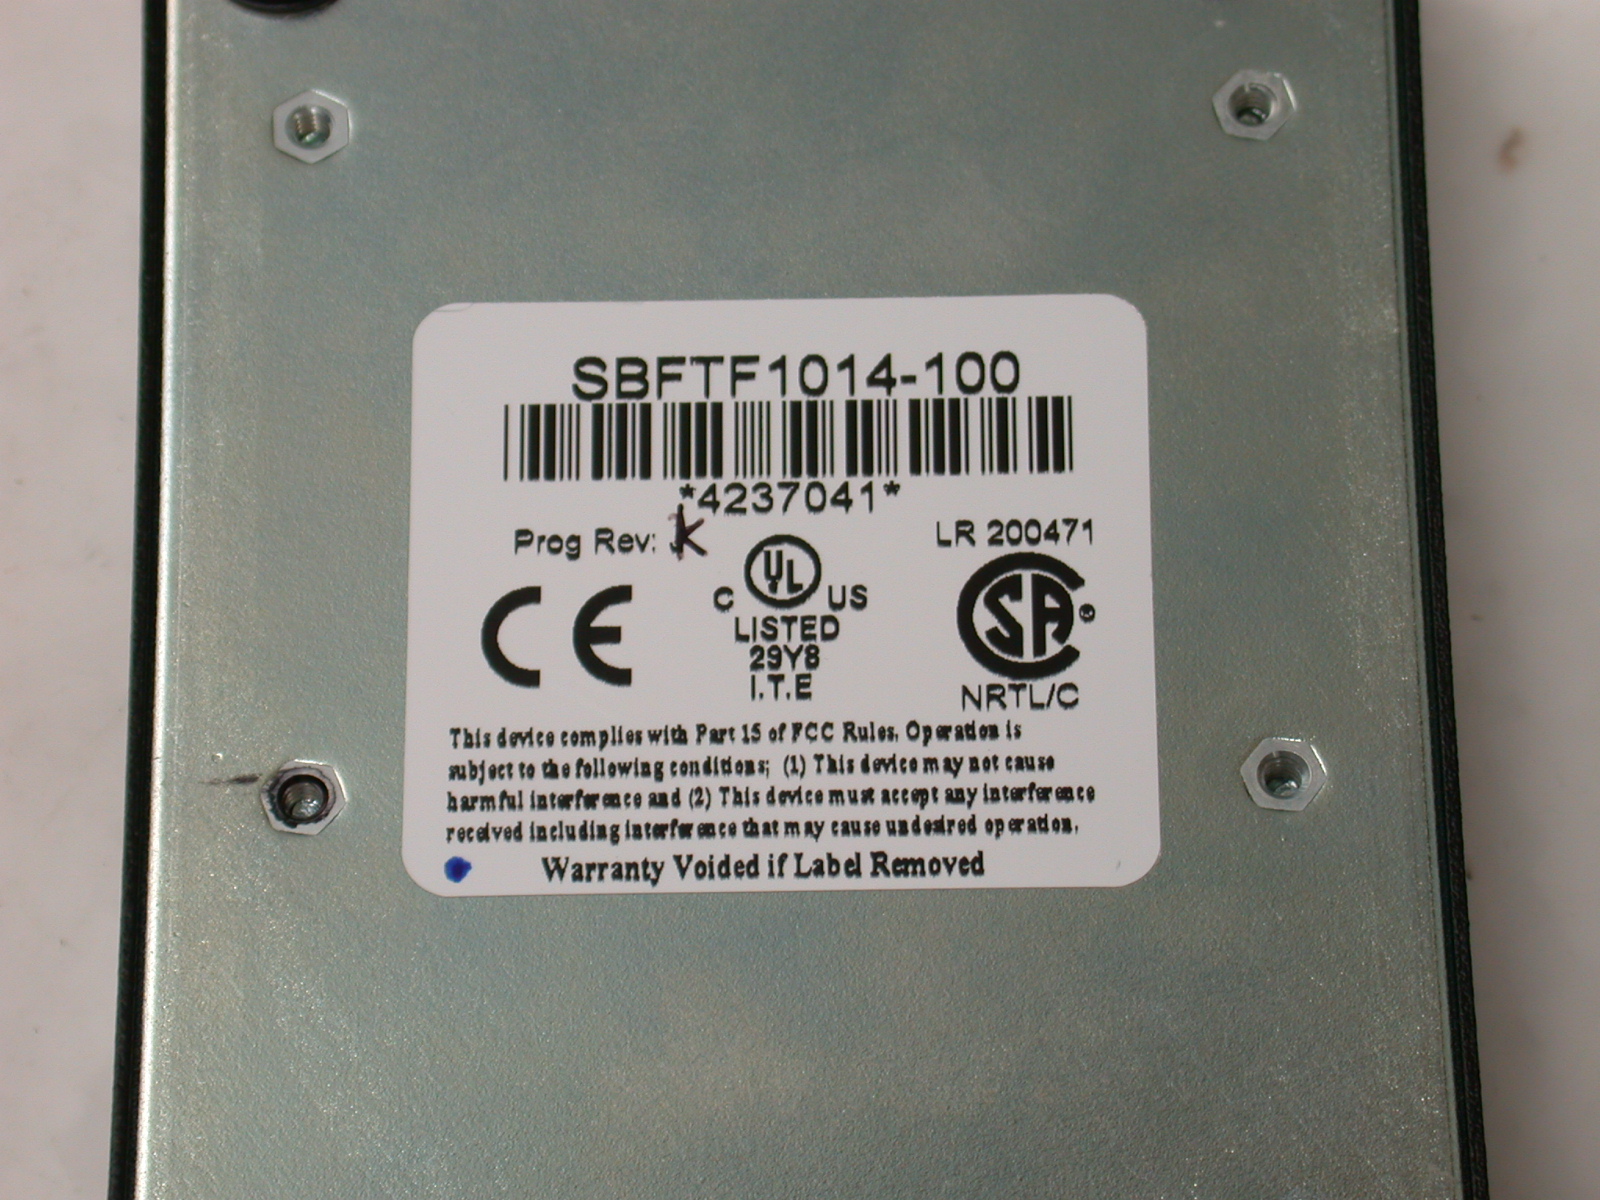 SBFTF1014-100
*4237041*
Prog Rev: K
LR 200471
CE
C UL US
LISTED
29Y8
I.T.E
SA
NRTL/C
This device complies with Part 15 of FCC Rules. Operation is
subject to the following conditions; (1) This device may not cause
harmful interference and (2) This device must accept any interference
received including interference that may cause undesired operation.
Warranty Voided if Label Removed